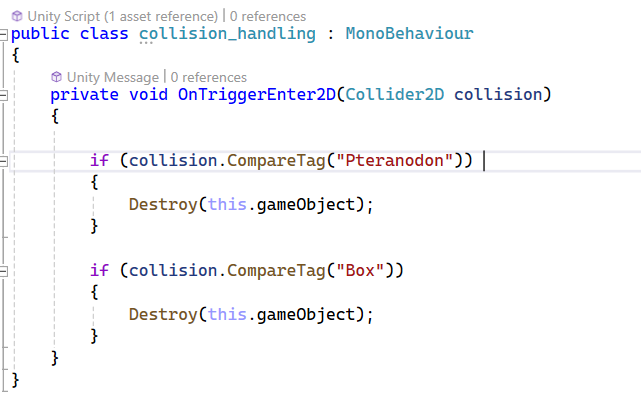 Unity Script (1 asset reference) | 0 references
public class collision_handling : MonoBehaviour
{
Unity Message | 0 references
private void OnTriggerEnter2D(Collider2D collision)
{
if (collision.CompareTag("Pteranodon"))
{
Destroy(this.gameObject);
}
if (collision.CompareTag("Box"))
{
Destroy(this.gameObject);
}
}
}